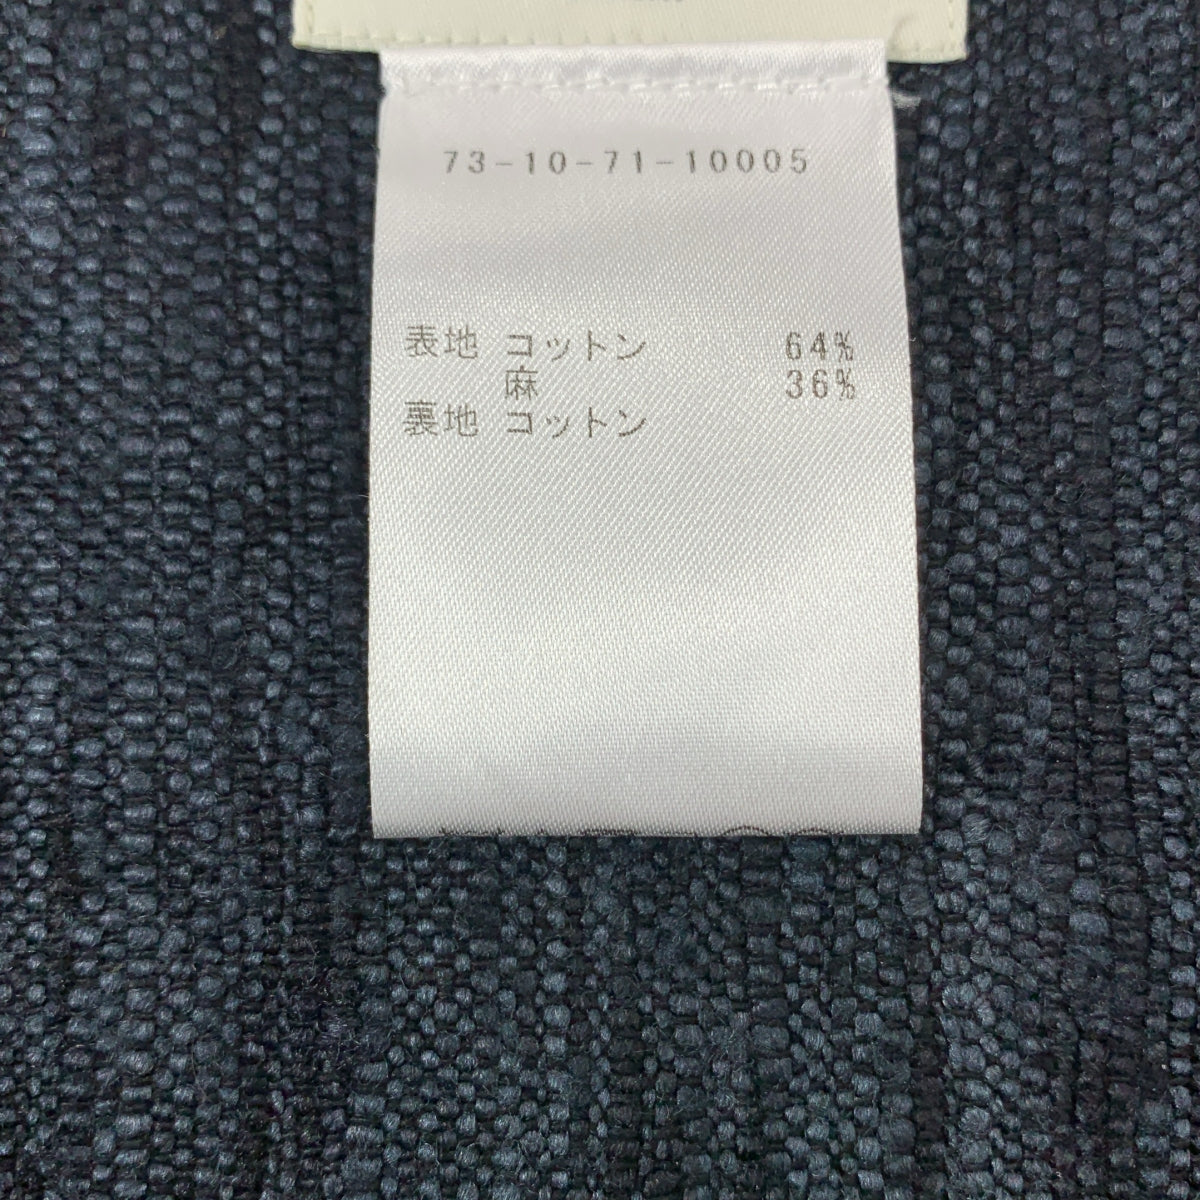 73-10-71-10005
表地 コットン 64%
麻 36%
裏地 コットン